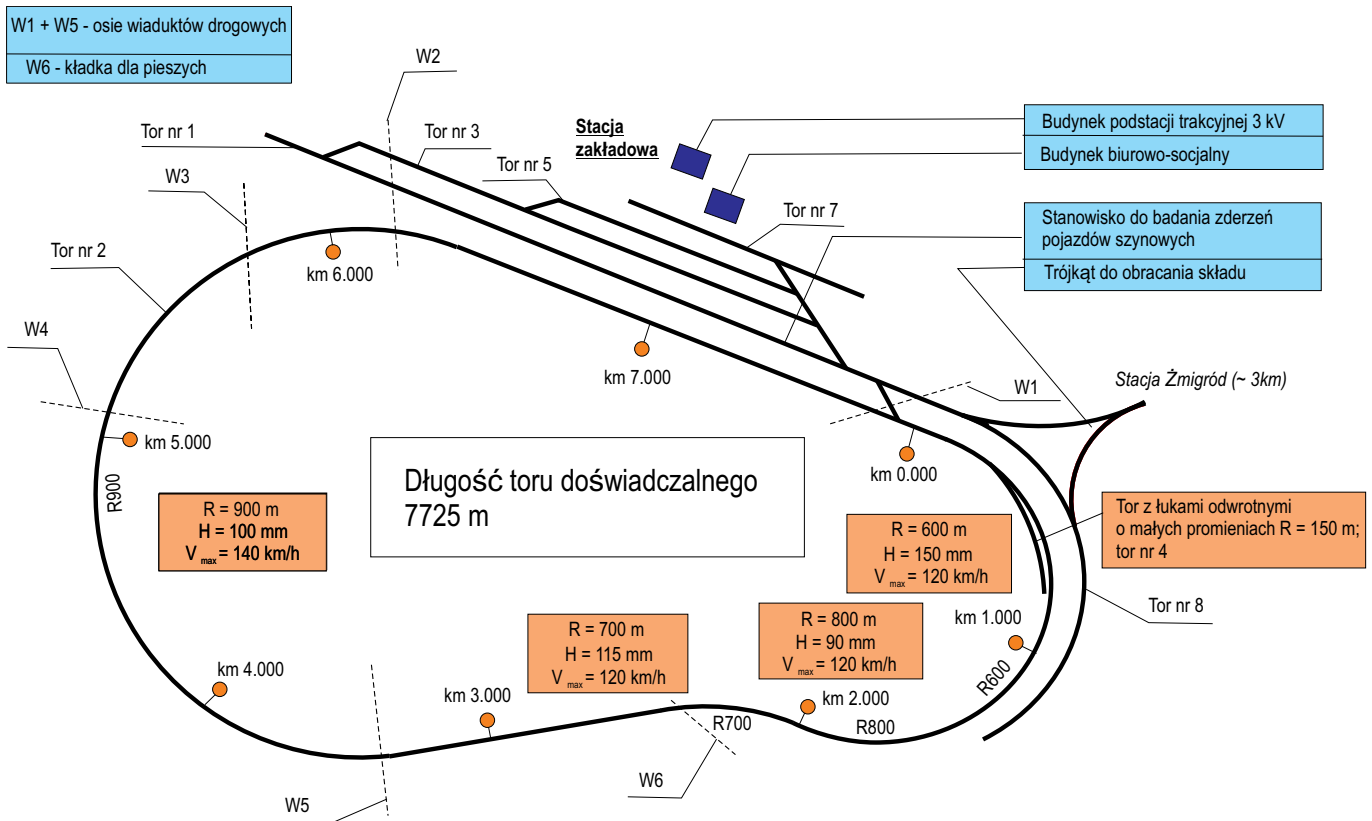 W1 + W5 - osie wiaduktów drogowych
W6 - kładka dla pieszych
W2
Tor nr 1
Tor nr 3
Stacja
zakładowa
Budynek podstacji trakcyjnej 3 kV
Budynek biurowo-socjalny
W3
Tor nr 5
Tor nr 7
Stanowisko do badania zderzeń
pojazdów szynowych
Trójkąt do obracania składu
Tor nr 2
km 6.000
W4
km 7.000
W1
Stacja Żmigród (~ 3km)
km 5.000
km 0.000
R900
Długość toru doświadczalnego
7725 m
R = 900 m
H = 100 mm
V max = 140 km/h
R = 600 m
H = 150 mm
V max = 120 km/h
Tor z łukami odwrotnymi
o małych promieniach R = 150 m;
tor nr 4
R = 700 m
H = 115 mm
V max = 120 km/h
R = 800 m
H = 90 mm
V max = 120 km/h
km 1.000
Tor nr 8
km 4.000
km 3.000
km 2.000
R600
R700
R800
W6
W5